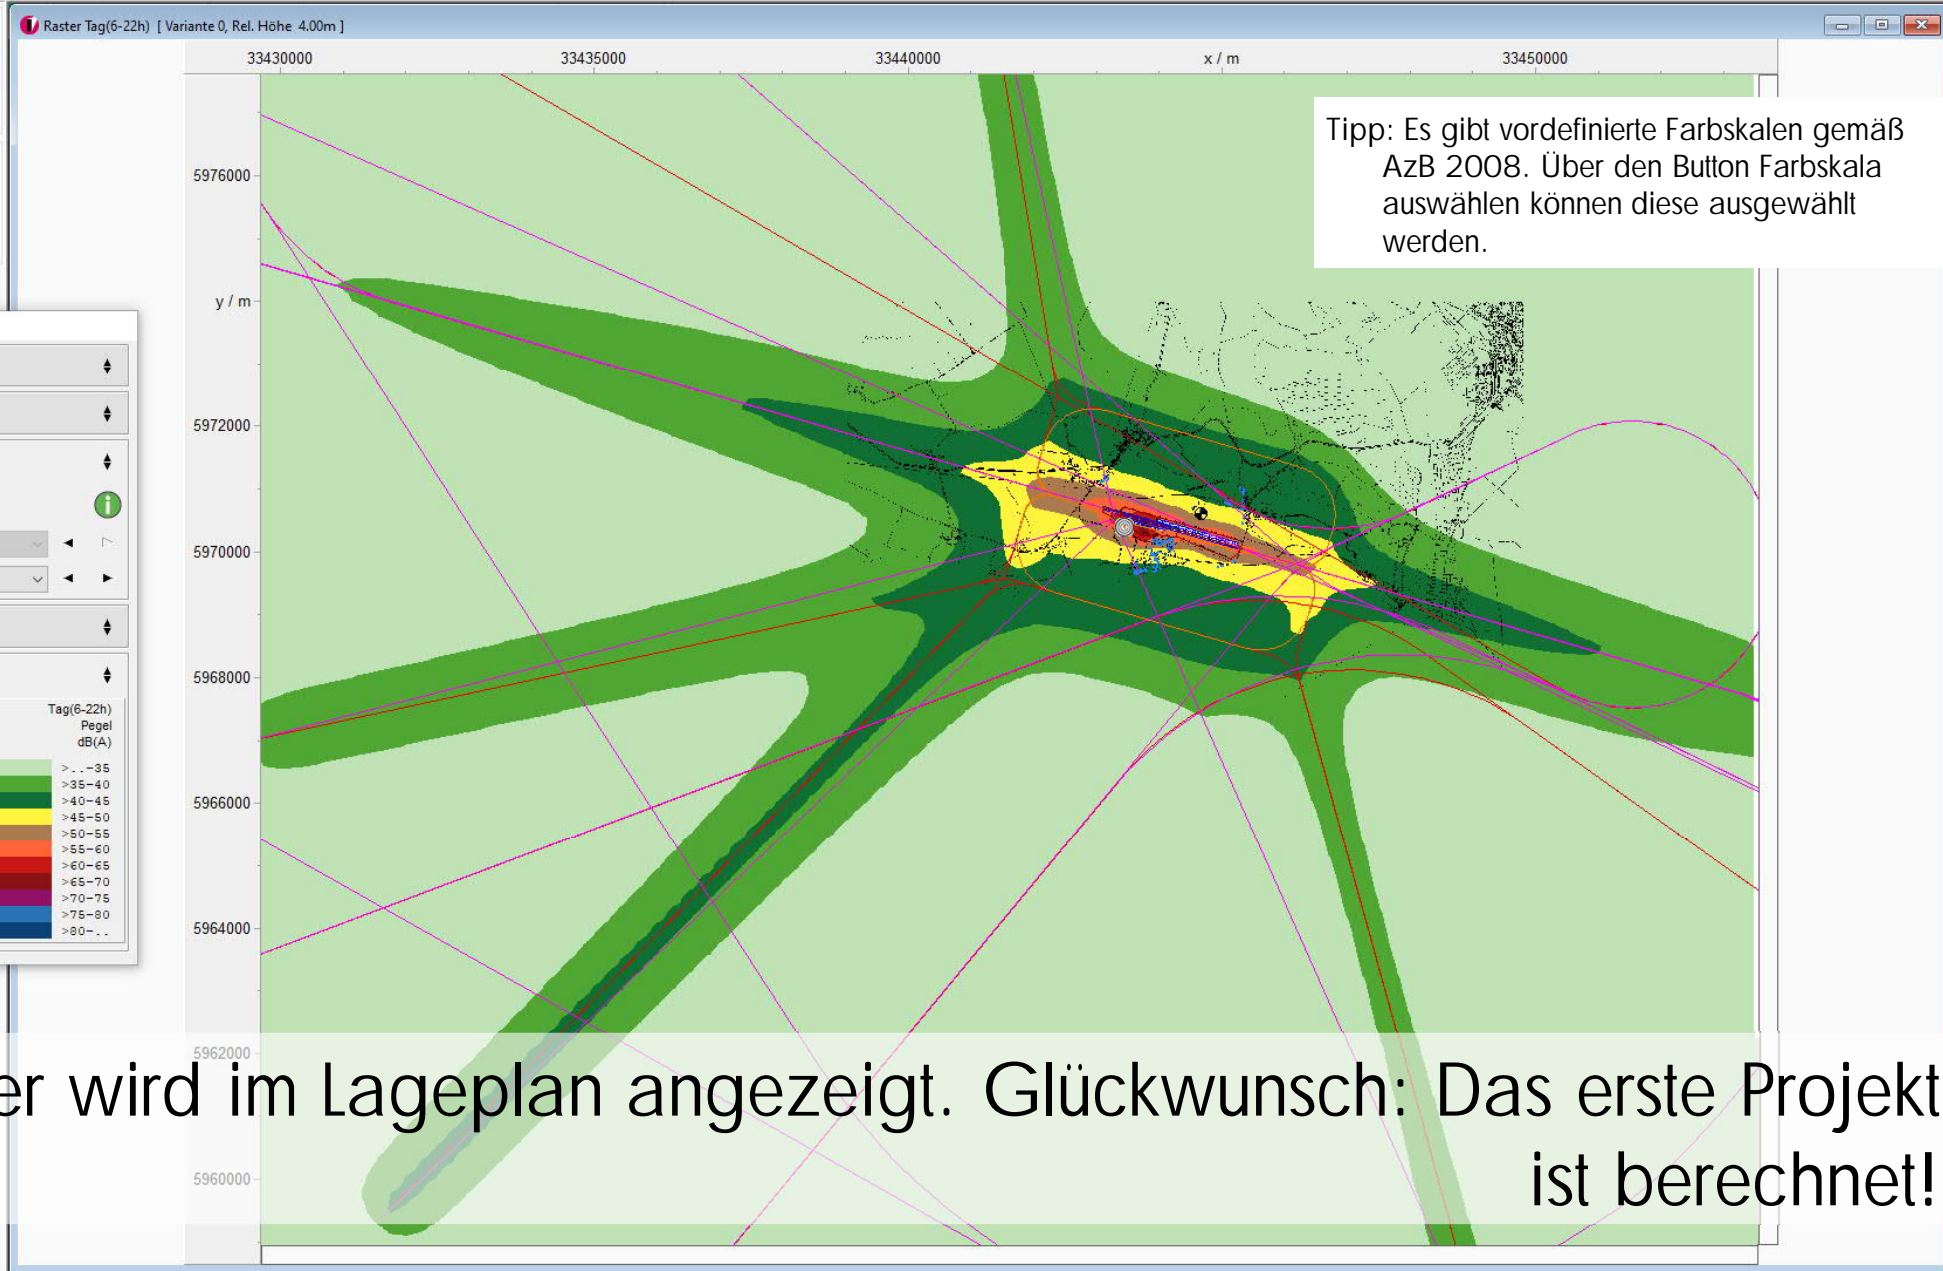 Raster Tag(6-22h) [ Variante 0, Rel. Höhe 4.00m ]
33430000
33435000
33440000
x / m
33450000
Tipp: Es gibt vordefinierte Farbskalen gemäß
AzB 2008. Über den Button Farbskala
auswählen können diese ausgewählt
werden.
5976000
y / m
5972000
5970000
5968000
5966000
5964000
5962000
5960000
Tag(6-22h)
Pegel
dB(A)
>..-35
>35-40
>40-45
>45-50
>50-55
>55-60
>60-65
>65-70
>70-75
>75-80
>80-..
er wird im Lageplan angezeigt. Glückwunsch: Das erste Projekt
ist berechnet!